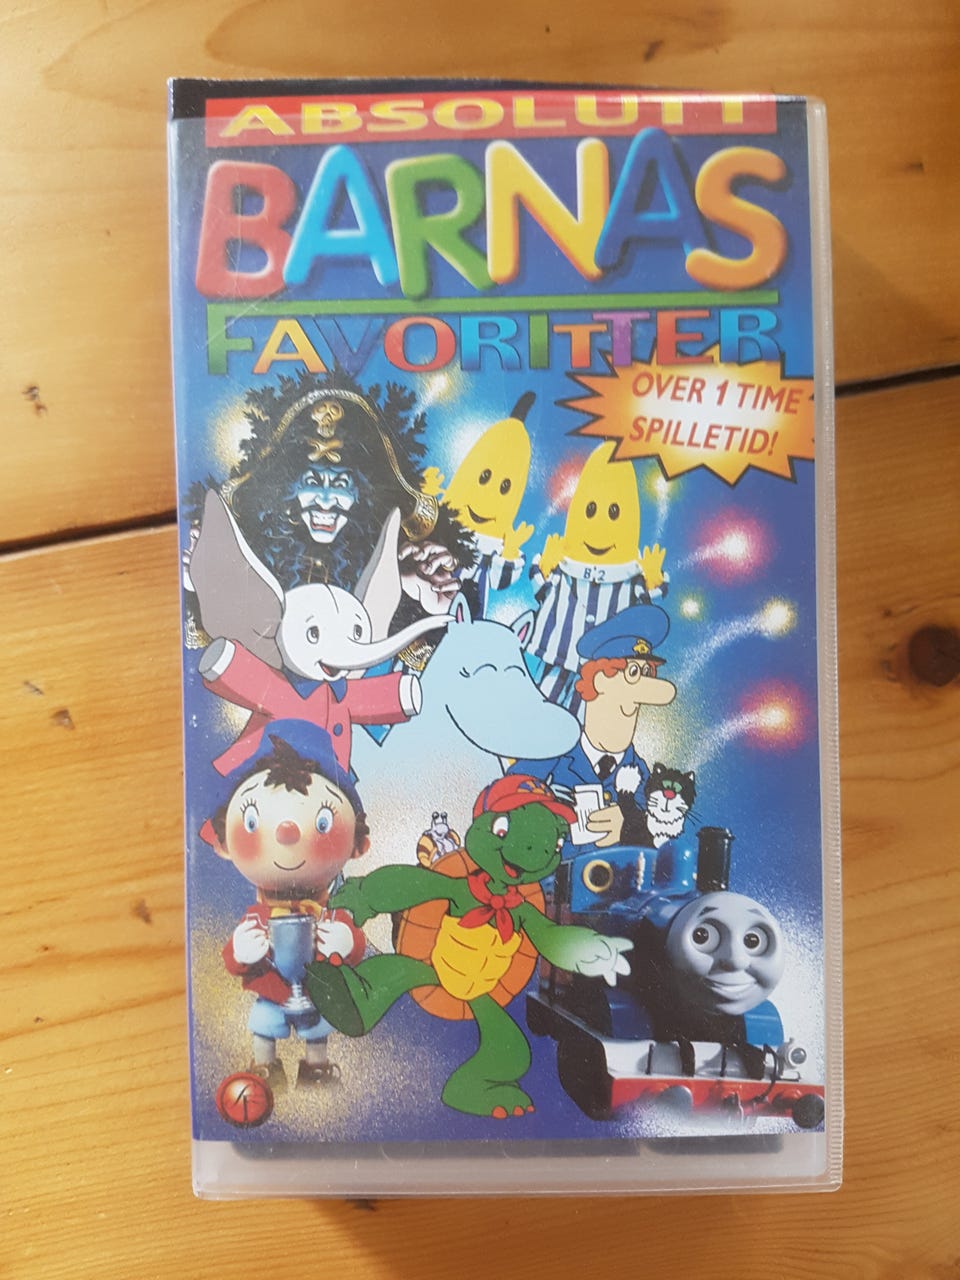 ABSOLUTT
BARNAS
FAVORITTER
OVER 1 TIME
SPILLETID!
B2